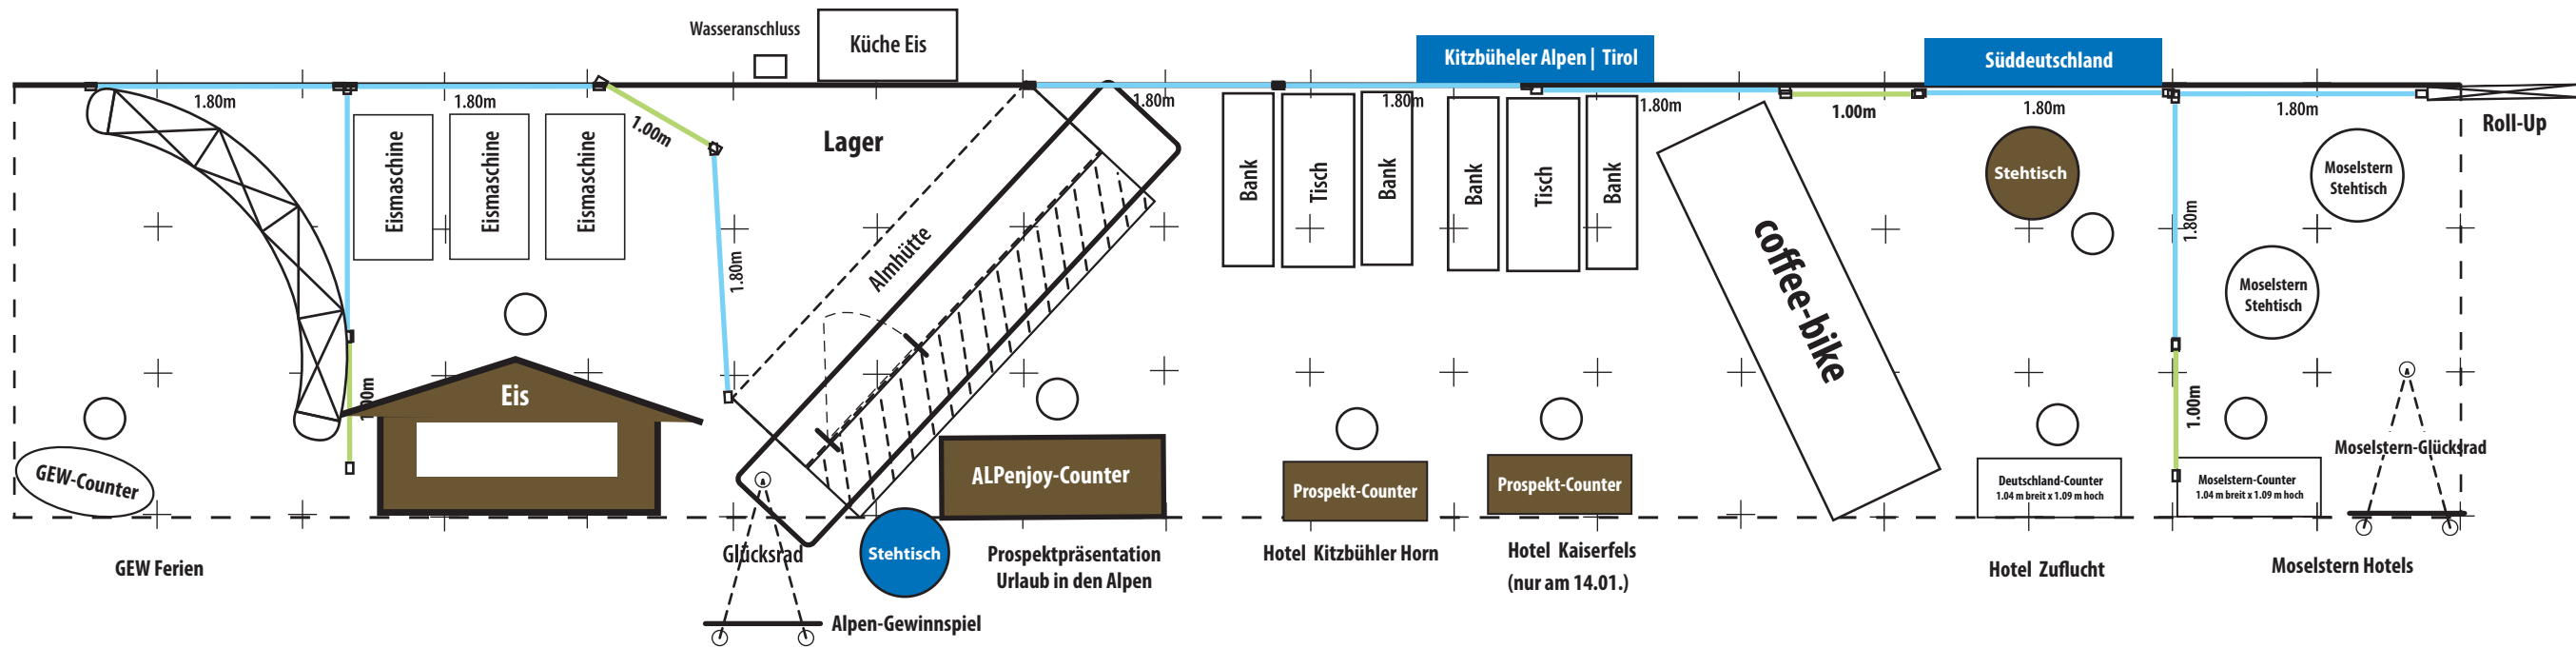 Wasseranschluss
Küche Eis
Kitzbüheler Alpen | Tirol
Süddeutschland
1.80m
1.80m
1.80m
1.80m
1.80m
1.00m
1.80m
1.80m
Roll-Up
1.00m
Lager
Eismaschine
Eismaschine
Eismaschine
Bank
Tisch
Bank
Bank
Tisch
Bank
Stehtisch
Moselstern
Stehtisch
1.80m
Almhütte
1.80m
coffee-bike
Moselstern
Stehtisch
Eis
1.00m
Moselstern-Glücksrad
GEW-Counter
ALPenjoy-Counter
Prospekt-Counter
Prospekt-Counter
Deutschland-Counter
1.04 m breit x 1.09 m hoch
Moselstern-Counter
1.04 m breit x 1.09 m hoch
GEW Ferien
Glücksrad
Stehtisch
Prospektpräsentation
Urlaub in den Alpen
Hotel Kitzbühler Horn
Hotel Kaiserfels
(nur am 14.01.)
Hotel Zuflucht
Moselstern Hotels
Alpen-Gewinnspiel